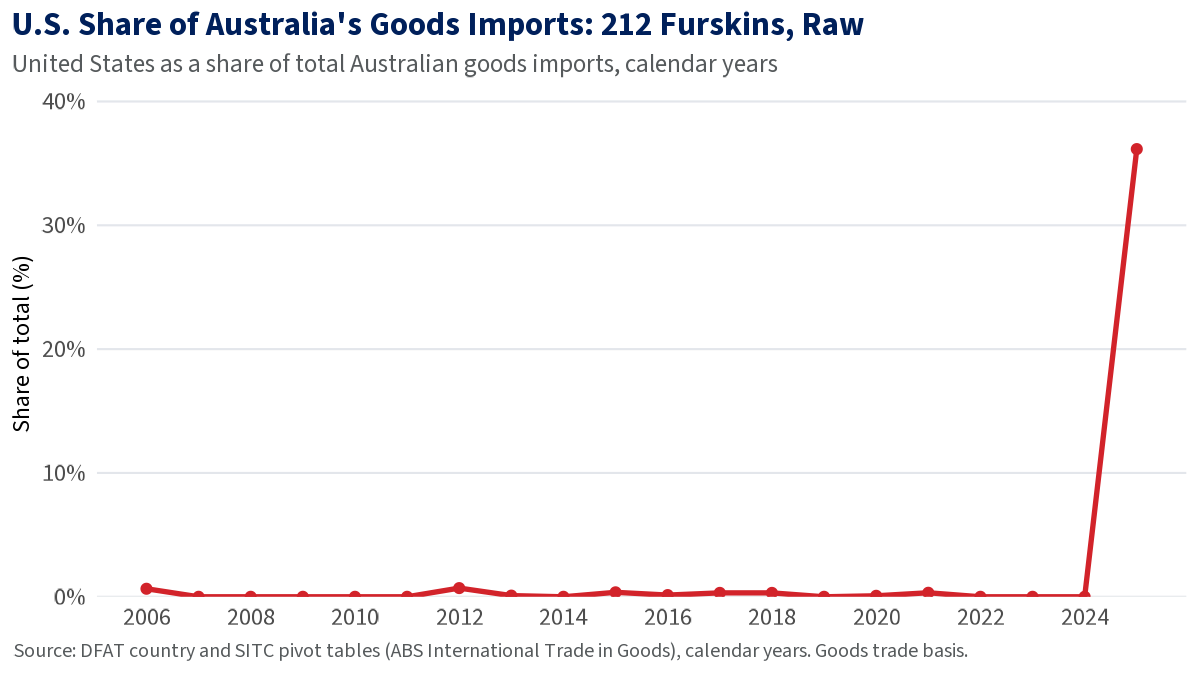 U.S. Share of Australia's Goods Imports: 212 Furskins, Raw
United States as a share of total Australian goods imports, calendar years
Share of total (%)
40%
30%
20%
10%
0%
2006 2008 2010 2012 2014 2016 2018 2020 2022 2024
Source: DFAT country and SITC pivot tables (ABS International Trade in Goods), calendar years. Goods trade basis.